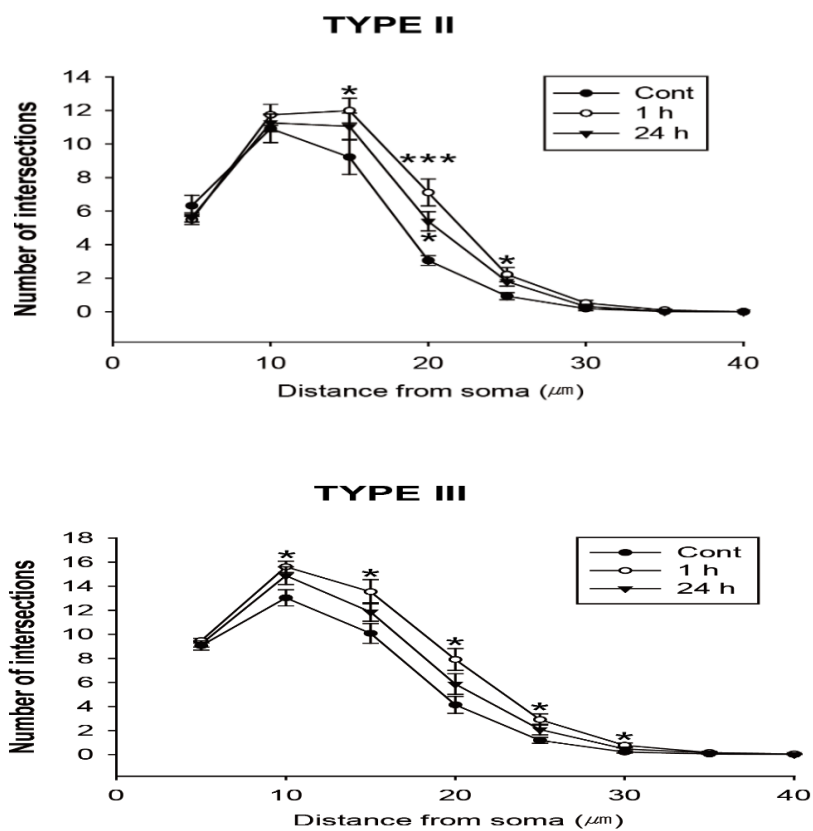 TYPE II
14
12
10
8
6
4
2
0
Number of intersections
*
***
*
*
Cont
1 h
24 h
0 10 20 30 40
Distance from soma (μm)
TYPE III
18
16
14
12
10
8
6
4
2
0
Number of intersections
*
*
*
*
*
Cont
1 h
24 h
0 10 20 30 40
Distance from soma (μm)